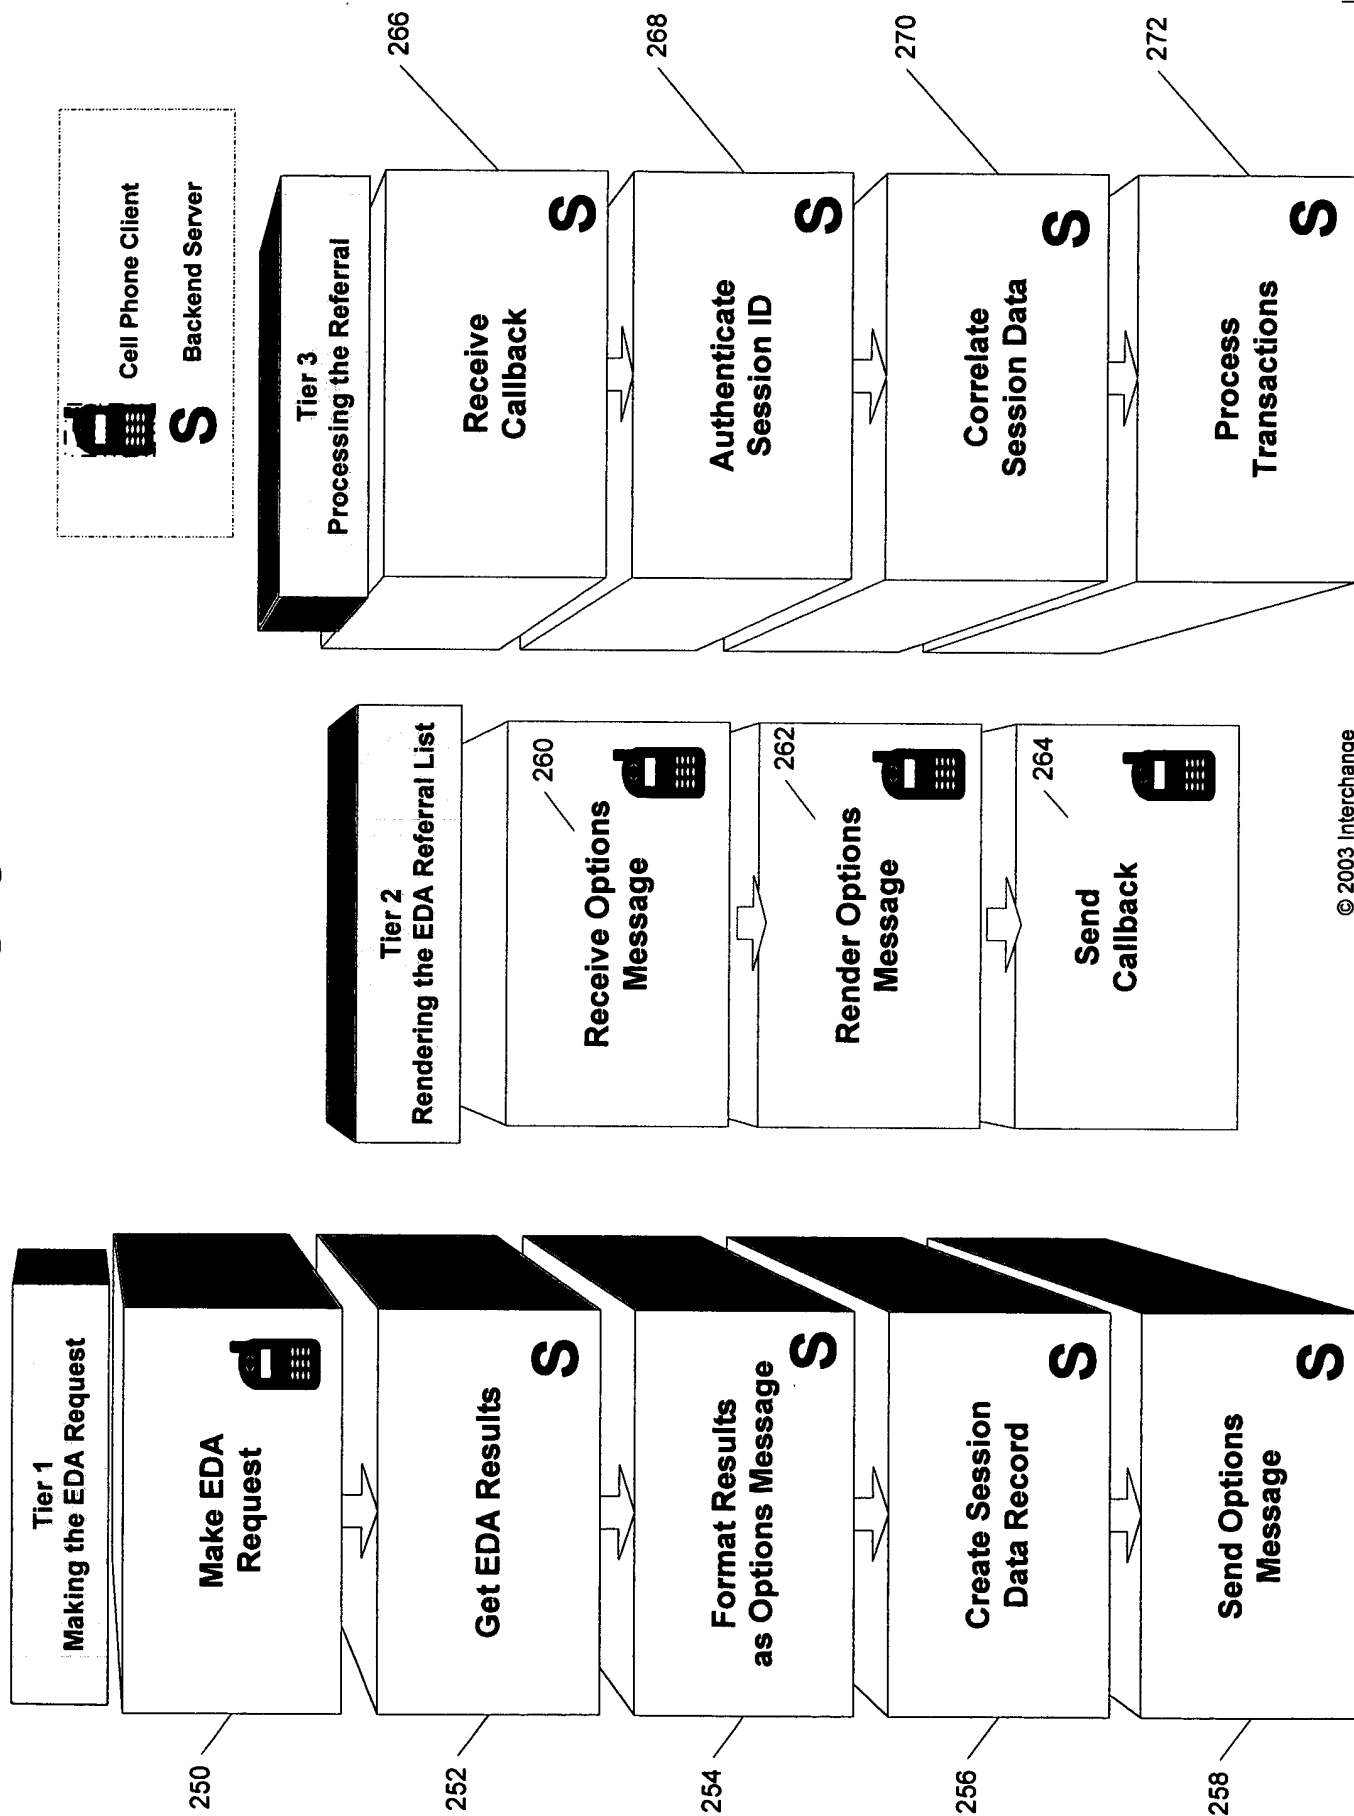 Cell Phone Client
S
Backend Server
Tier 1
Making the EDA Request
250
Make EDA
Request
252
Get EDA Results
S
254
Format Results
as Options Message
S
256
Create Session
Data Record
S
258
Send Options
Message
S
Tier 2
Rendering the EDA Referral List
260
Receive Options
Message
262
Render Options
Message
264
Send
Callback
Tier 3
Processing the Referral
266
Receive
Callback
S
268
Authenticate
Session ID
S
270
Correlate
Session Data
S
272
Process
Transactions
S
© 2003 Interchange